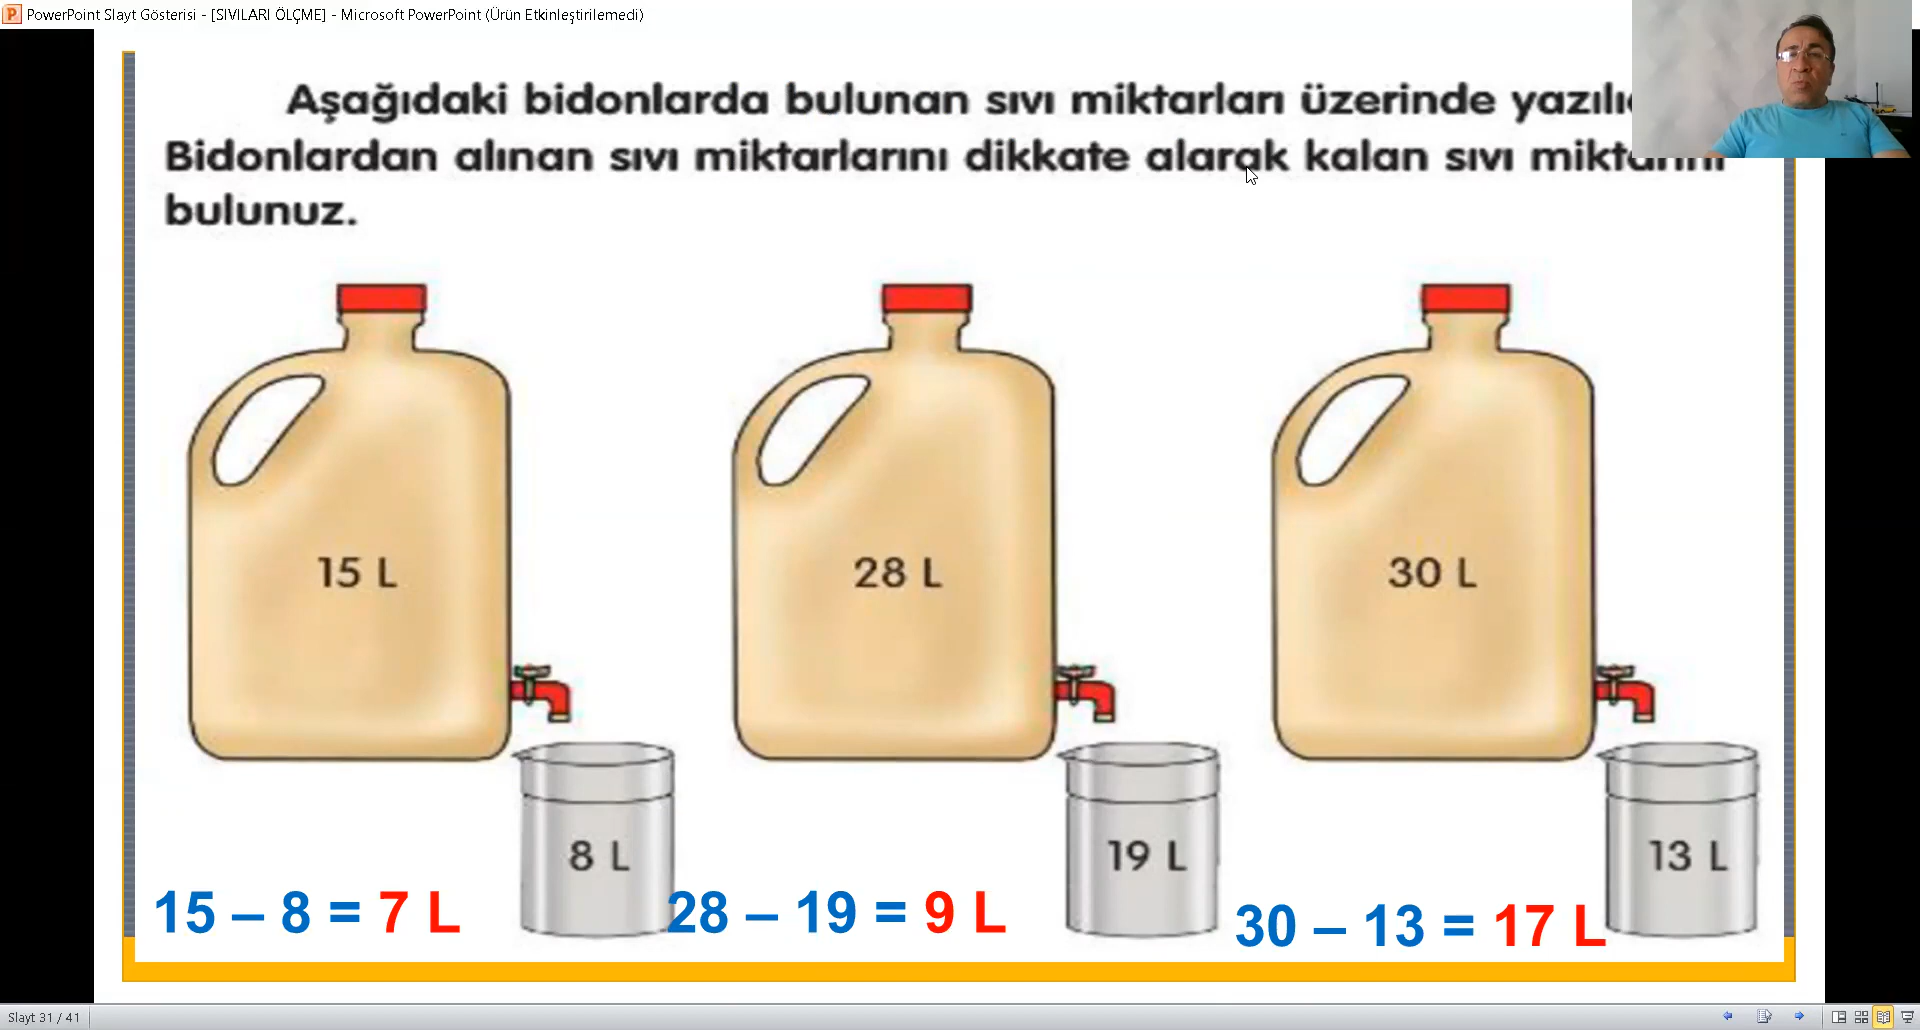 PowerPoint Slayt Gösterisi - [SIVILARI ÖLÇME] - Microsoft PowerPoint (Ürün Etkinleştirilemedi)
Aşağıdaki bidonlarda bulunan sıvı miktarları üzerinde
Bidonlardan alınan sıvı miktarlarını dikkate alarak kalan sıvı miktarını
bulunuz.
15 L
28 L
30 L
8 L
19 L
13 L
15 – 8 = 7 L
28 – 19 = 9 L
30 – 13 = 17 L
Slayt 31 / 41